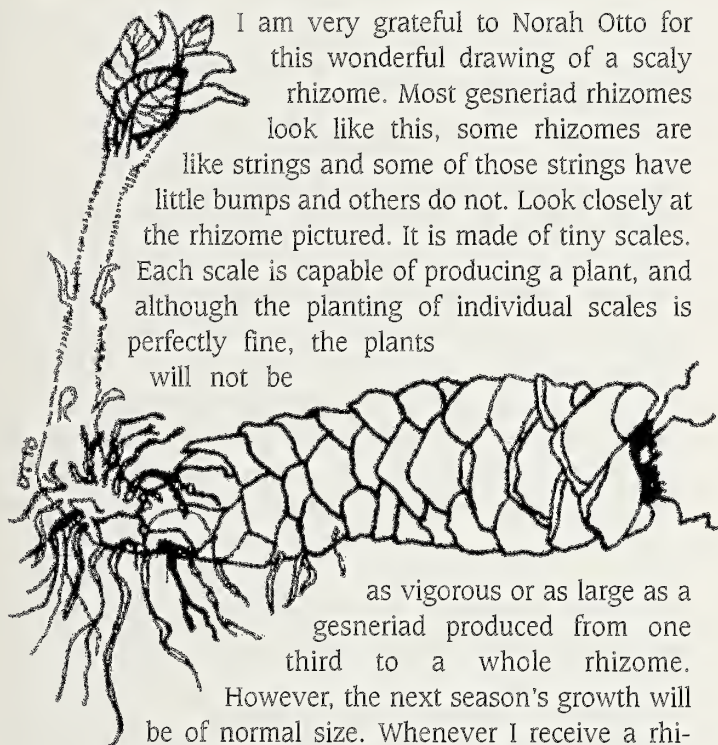 I am very grateful to Norah Otto for
this wonderful drawing of a scaly
rhizome. Most gesneriad rhizomes
look like this, some rhizomes are
like strings and some of those strings have
little bumps and others do not. Look closely at
the rhizome pictured. It is made of tiny scales.
Each scale is capable of producing a plant, and
although the planting of individual scales is
perfectly fine, the plants
will not be
as vigorous or as large as a
gesneriad produced from one
third to a whole rhizome.
However, the next season's growth will
be of normal size. Whenever I receive a rhi-